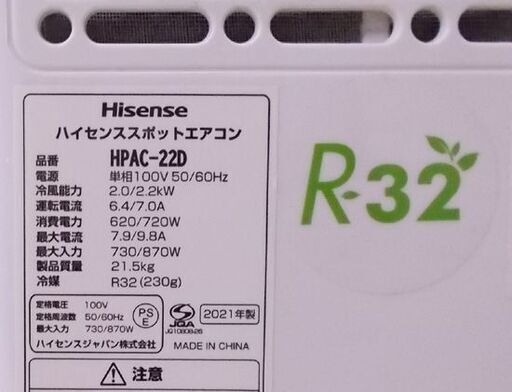 Hisense
ハイセンススポットエアコン
品番 HPAC-22D
電源 単相100V 50/60Hz
冷風能力 2.0/2.2kW
運転電流 6.4/7.0A
消費電力 620/720W
最大電流 7.9/9.8A
最大入力 730/870W
製品質量 21.5kg
冷媒 R32 (230g)
定格電圧 100V
定格周波数 50/60Hz
最大入力 730/870W
PS
E
ハイセンスジャパン株式会社
JQA
JQ1080B-26
2021年製
MADE IN CHINA
注意
R-32